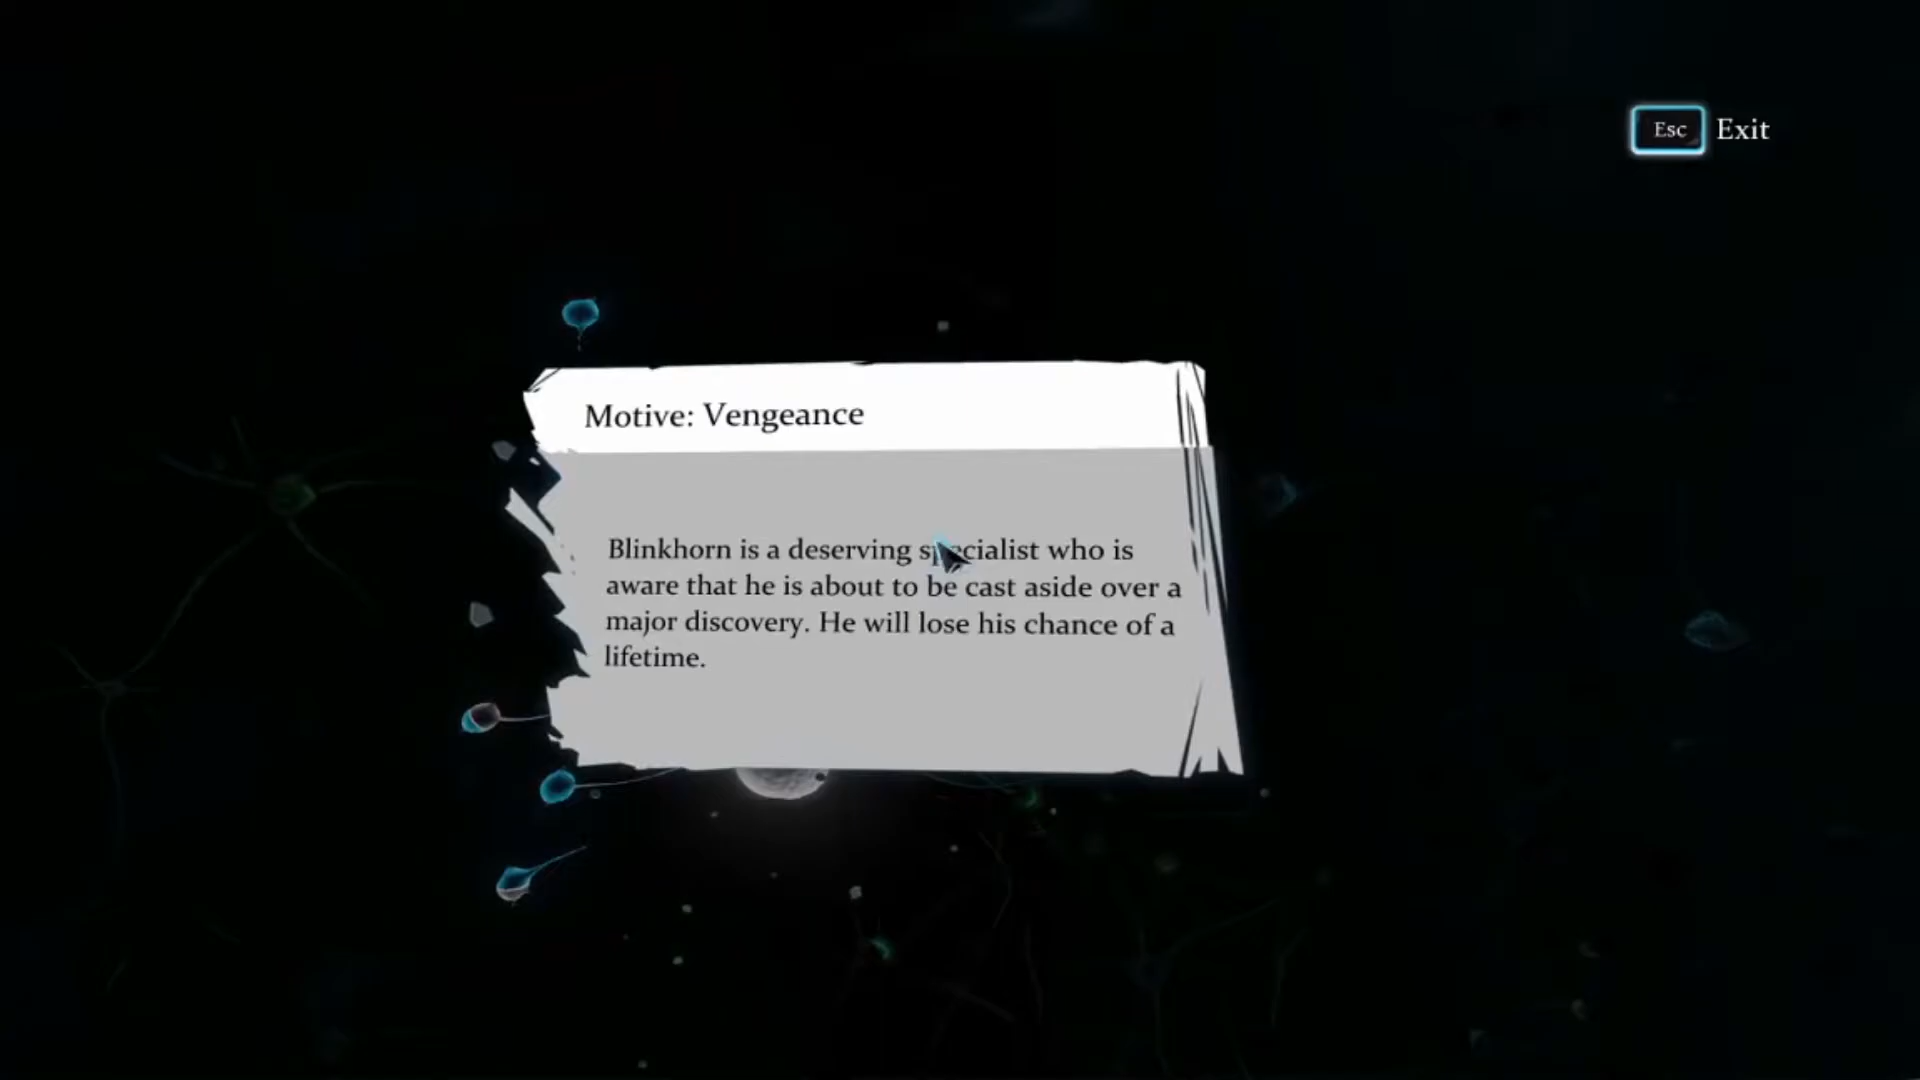 Esc Exit
Motive: Vengeance
Blinkhorn is a deserving specialist who is
aware that he is about to be cast aside over a
major discovery. He will lose his chance of a
lifetime.